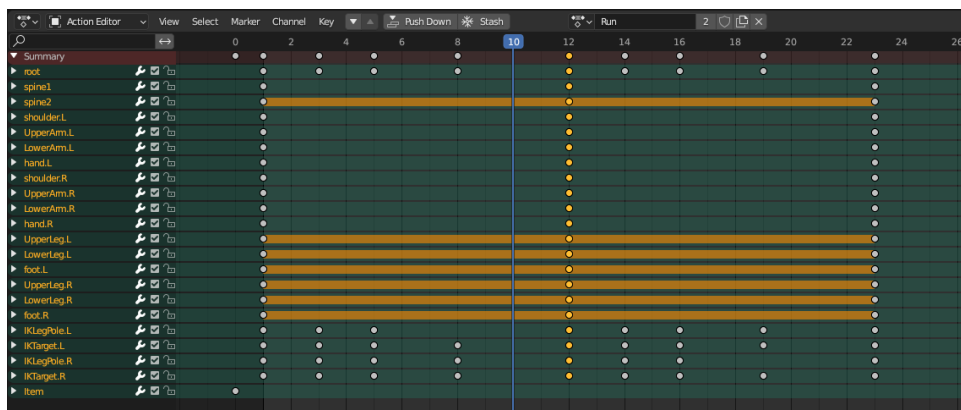 Action Editor View Select Marker Channel Key Push Down Stash Run 2
0 2 4 6 8 10 12 14 16 18 20 22 24 26
Summary
root
spine1
spine2
shoulder.L
UpperArm.L
LowerArm.L
hand.L
shoulder.R
UpperArm.R
LowerArm.R
hand.R
UpperLeg.L
LowerLeg.L
foot.L
UpperLeg.R
LowerLeg.R
foot.R
IKLegPole.L
IKTarget.L
IKLegPole.R
IKTarget.R
Item